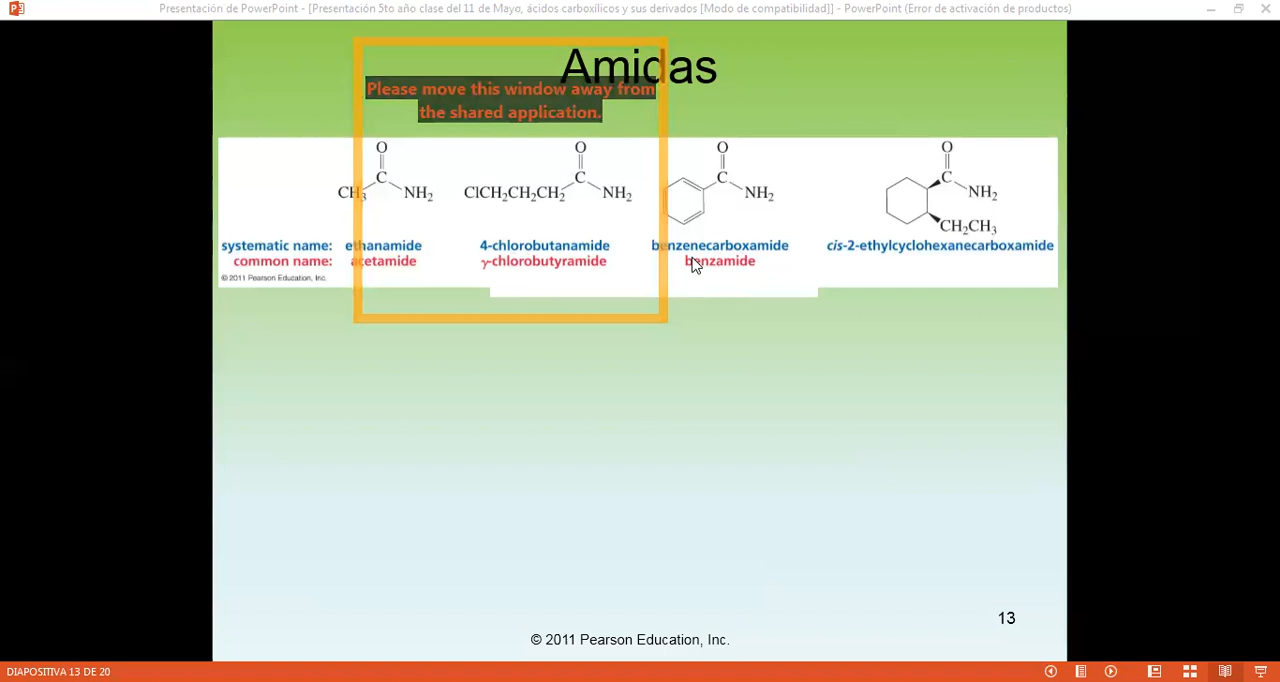 Presentación de PowerPoint - [Presentación 5to año clase del 11 de Mayo, ácidos carboxílicos y sus derivados [Modo de compatibilidad]] - PowerPoint (Error de activación de productos)
Amidas
Please move this window away from
the shared application.
O O O O
C C C C
CH₃ NH₂ ClCH₂CH₂CH₂ NH₂ NH₂ NH₂
CH₂CH₃
systematic name: ethanamide 4-chlorobutanamide benzenecarboxamide cis-2-ethylcyclohexanecarboxamide
common name: acetamide γ-chlorobutyramide benzamide
© 2011 Pearson Education, Inc.
13
© 2011 Pearson Education, Inc.
DIAPOSITIVA 13 DE 20